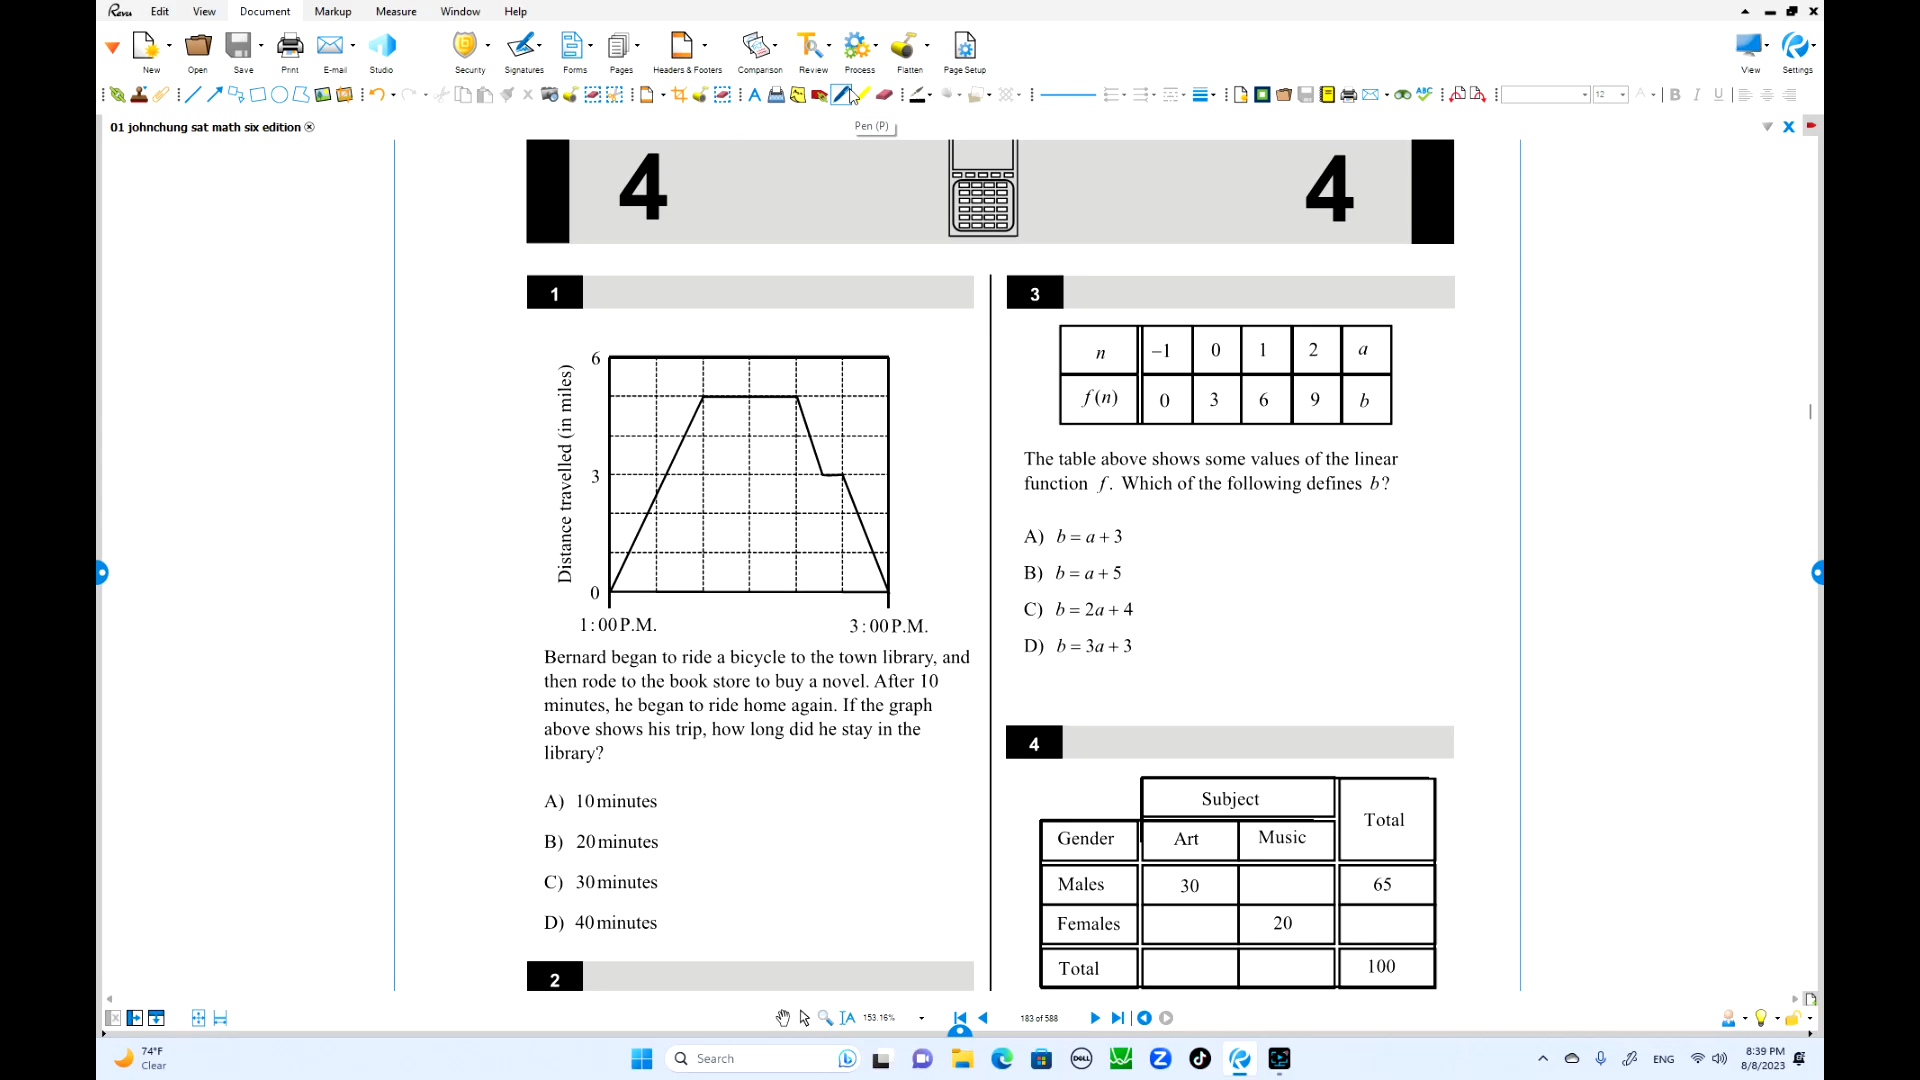 Revu Edit View Document Markup Measure Window Help
New Open Save Print E-mail Studio Security Signatures Forms Pages Headers & Footers Comparison Review Process Flatten Page Setup View Settings
12
01 johnchung sat math six edition
Pen (P)
4 4
1
6
3
0
Distance travelled (in miles)
1:00 P.M. 3:00 P.M.
Bernard began to ride a bicycle to the town library, and
then rode to the book store to buy a novel. After 10
minutes, he began to ride home again. If the graph
above shows his trip, how long did he stay in the
library?
A) 10 minutes
B) 20 minutes
C) 30 minutes
D) 40 minutes
2
3
n –1 0 1 2 a
f(n) 0 3 6 9 b
The table above shows some values of the linear
function f. Which of the following defines b?
A) b = a + 3
B) b = a + 5
C) b = 2a + 4
D) b = 3a + 3
4
Subject Total
Gender Art Music
Males 30 65
Females 20
Total 100
153.16% 183 of 588
74°F
Clear
Search
DELL
ENG
8:39 PM
8/8/2023